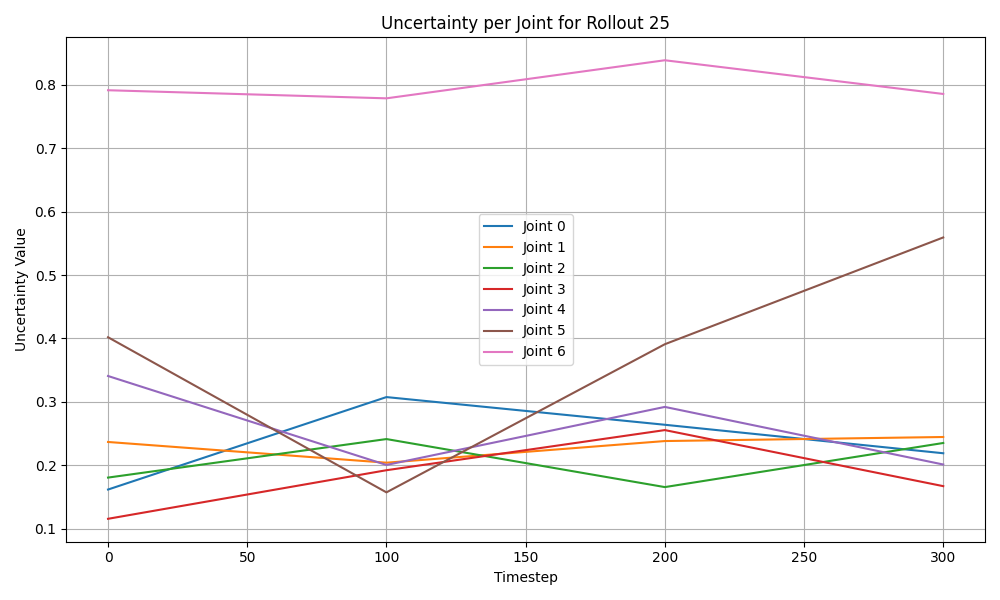 Uncertainty per Joint for Rollout 25
Uncertainty Value
0.8
0.7
0.6
0.5
0.4
0.3
0.2
0.1
Joint 0
Joint 1
Joint 2
Joint 3
Joint 4
Joint 5
Joint 6
0 50 100 150 200 250 300
Timestep